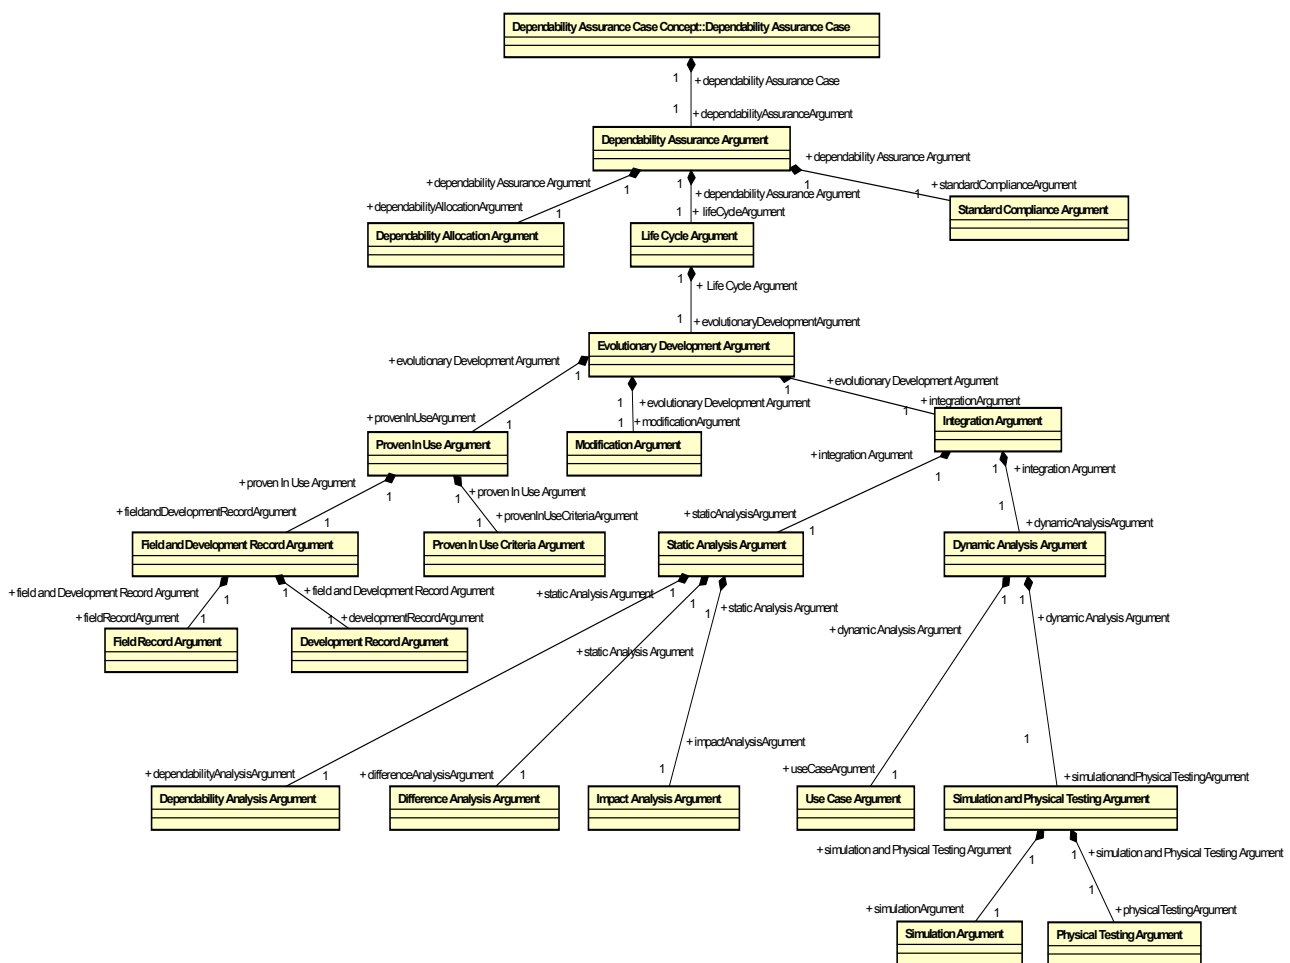 Dependability Assurance Case Concept::Dependability Assurance Case
1
+ dependability Assurance Case
1
+ dependabilityAssuranceArgument
Dependability Assurance Argument
+ dependability Assurance Argument
1
+ dependabilityAllocationArgument
1
1
+ dependability Assurance Argument
1
+ lifeCycleArgument
+ dependability Assurance Argument
1
+ standardComplianceArgument
1
Dependability Allocation Argument
Life Cycle Argument
Standard Compliance Argument
1
+ Life Cycle Argument
1
+ evolutionaryDevelopmentArgument
Evolutionary Development Argument
+ evolutionary Development Argument
1
+ provenInUseArgument
1
1
+ evolutionary Development Argument
1
+ modificationArgument
+ evolutionary Development Argument
1
+ integrationArgument
1
Proven In Use Argument
Modification Argument
Integration Argument
+ proven In Use Argument
1
+ fieldandDevelopmentRecordArgument
1
+ proven In Use Argument
1
+ provenInUseCriteriaArgument
1
+ integration Argument
1
+ staticAnalysisArgument
1
+ integration Argument
1
1
+ dynamicAnalysisArgument
Field and Development Record Argument
Proven In Use Criteria Argument
Static Analysis Argument
Dynamic Analysis Argument
+ field and Development Record Argument
1
+ fieldRecordArgument
1
+ field and Development Record Argument
1
+ developmentRecordArgument
1
Field Record Argument
Development Record Argument
+ static Analysis Argument
1
+ static Analysis Argument
1
+ static Analysis Argument
1
+ dynamic Analysis Argument
1
+ dynamic Analysis Argument
1
+ dependabilityAnalysisArgument
1
+ differenceAnalysisArgument
1
+ impactAnalysisArgument
1
+ useCaseArgument
1
1
+ simulationandPhysicalTestingArgument
Dependability Analysis Argument
Difference Analysis Argument
Impact Analysis Argument
Use Case Argument
Simulation and Physical Testing Argument
+ simulation and Physical Testing Argument
1
+ simulation and Physical Testing Argument
1
+ simulationArgument
1
1
+ physicalTestingArgument
Simulation Argument
Physical Testing Argument